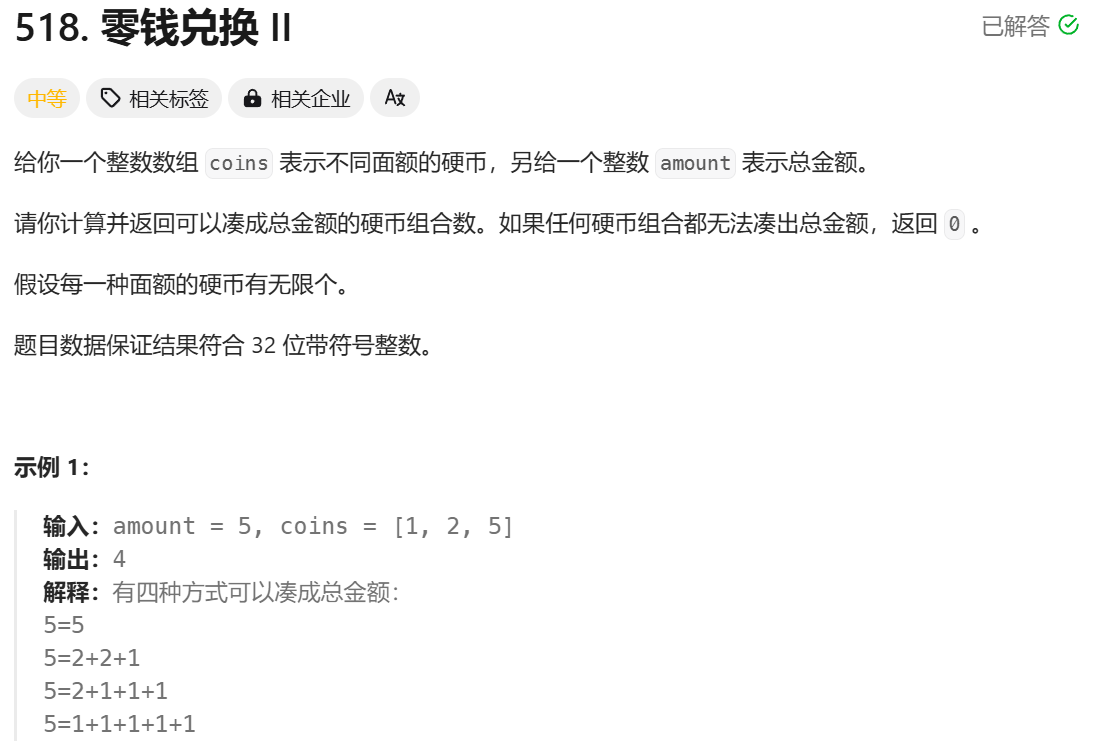 518. 零钱兑换 II
已解答
中等
相关标签
相关企业
给你一个整数数组 coins 表示不同面额的硬币，另给一个整数 amount 表示总金额。
请你计算并返回可以凑成总金额的硬币组合数。如果任何硬币组合都无法凑出总金额，返回 0 。
假设每一种面额的硬币有无限个。
题目数据保证结果符合 32 位带符号整数。
示例 1：
输入：amount = 5, coins = [1, 2, 5]
输出：4
解释：有四种方式可以凑成总金额：
5=5
5=2+2+1
5=2+1+1+1
5=1+1+1+1+1